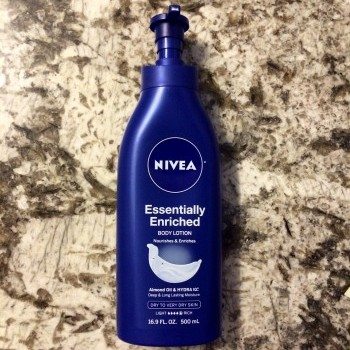 NIVEA
Essentially
Enriched
BODY LOTION
Nourishes & Enriches
Almond Oil & HYDRA IQ
Deep & Long Lasting Moisture
DRY TO VERY DRY SKIN
LIGHT RICH
16.9 FL. OZ. 500 mL